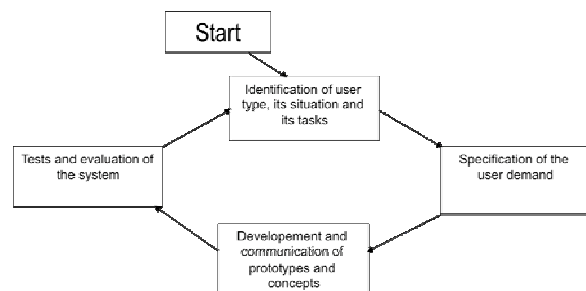 Start
Identification of user
type, its situation and
its tasks
Tests and evaluation of
the system
Specification of the
user demand
Developement and
communication of
prototypes and
concepts